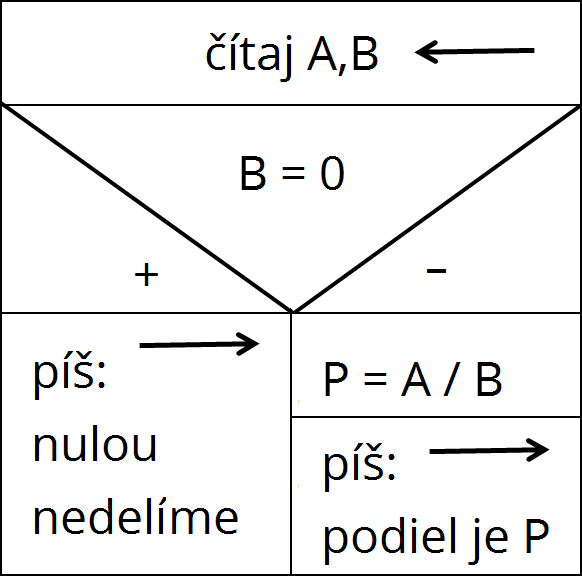 čítaj A,B
B = 0
+
–
píš:
nulou
nedelíme
P = A / B
píš:
podiel je P